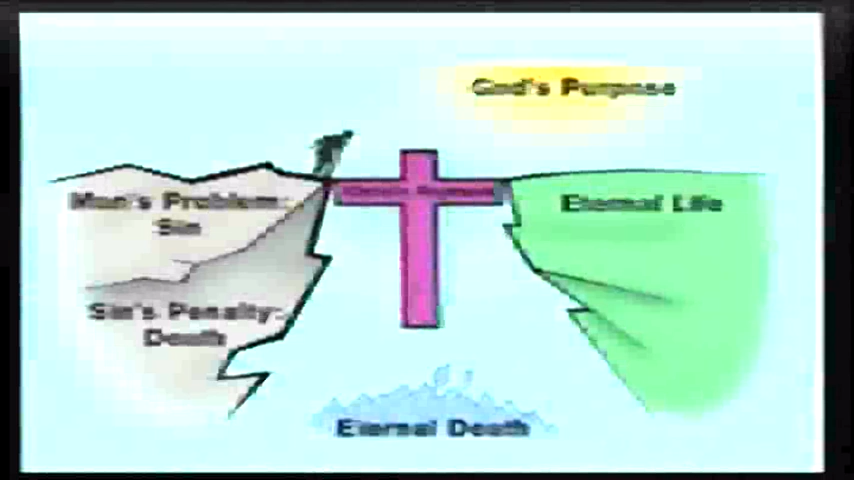 God's Purpose
Man's Problem:
Sin
Eternal Life
Sin's Penalty:
Death
Eternal Death